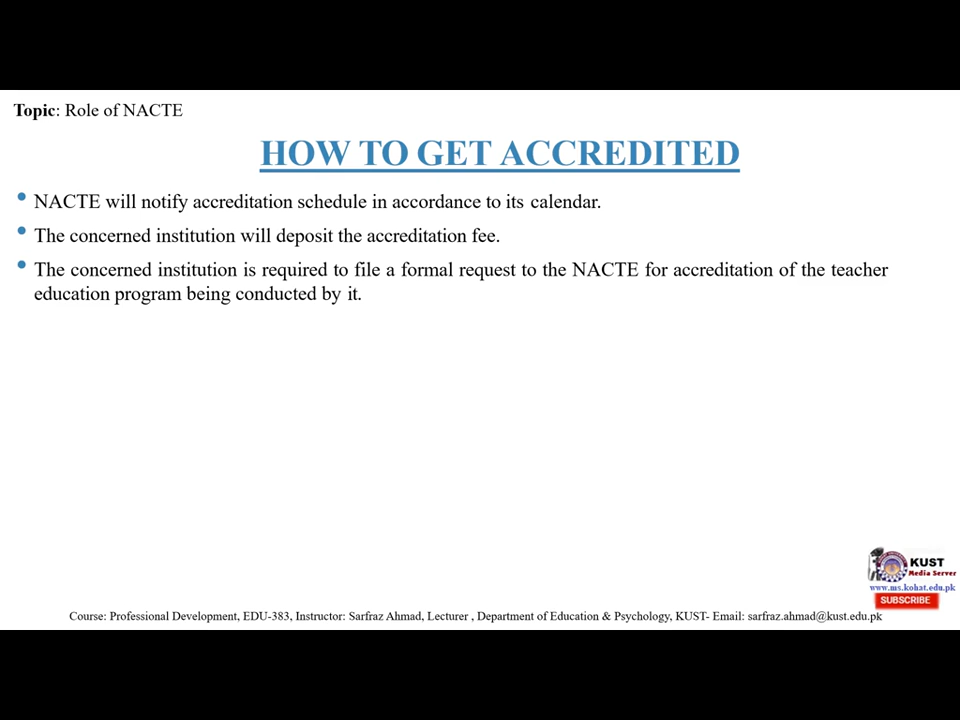 Topic: Role of NACTE
HOW TO GET ACCREDITED
• NACTE will notify accreditation schedule in accordance to its calendar.
• The concerned institution will deposit the accreditation fee.
• The concerned institution is required to file a formal request to the NACTE for accreditation of the teacher
education program being conducted by it.
KUST
Media Server
www.ms.kohat.edu.pk
SUBSCRIBE
Course: Professional Development, EDU-383, Instructor: Sarfraz Ahmad, Lecturer , Department of Education & Psychology, KUST- Email: sarfraz.ahmad@kust.edu.pk